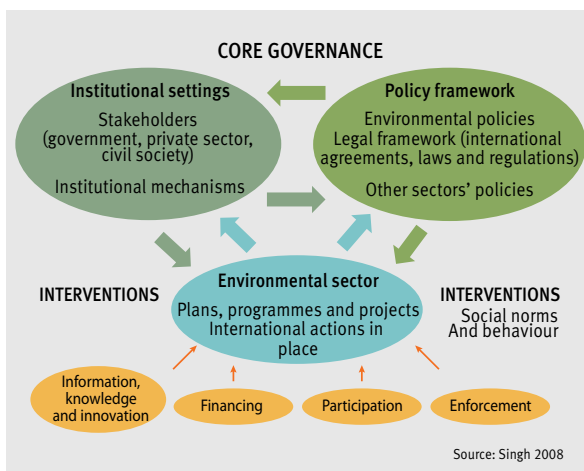 CORE GOVERNANCE
Institutional settings
Stakeholders
(government, private sector,
civil society)
Institutional mechanisms
Policy framework
Environmental policies
Legal framework (international
agreements, laws and regulations)
Other sectors' policies
INTERVENTIONS
Environmental sector
Plans, programmes and projects
International actions in
place
INTERVENTIONS
Social norms
And behaviour
Information,
knowledge
and innovation
Financing
Participation
Enforcement
Source: Singh 2008